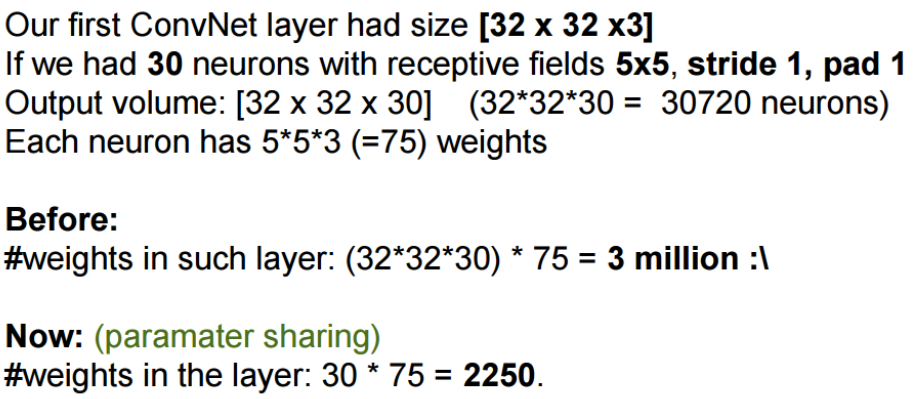 Our first ConvNet layer had size [32 x 32 x3]
If we had 30 neurons with receptive fields 5x5, stride 1, pad 1
Output volume: [32 x 32 x 30] (32*32*30 = 30720 neurons)
Each neuron has 5*5*3 (=75) weights
Before:
#weights in such layer: (32*32*30) * 75 = 3 million :\
Now: (paramater sharing)
#weights in the layer: 30 * 75 = 2250.